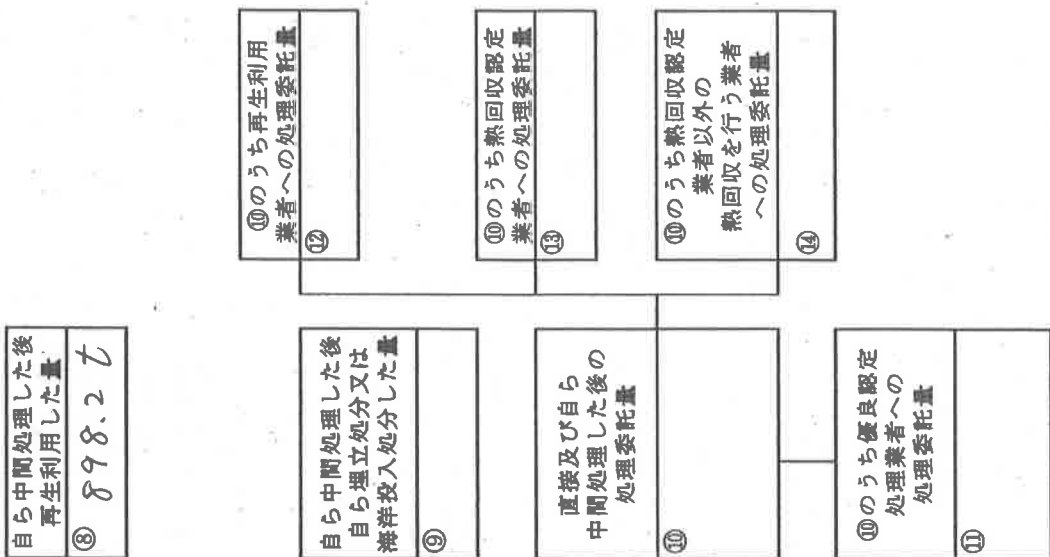 自ら中間処理した後
再生利用した量
⑧ 898.2 t
自ら中間処理した後
自ら埋立処分又は
海洋投入処分した量
⑨
直接及び自ら
中間処理した後の
処理委託量
⑩
⑩のうち優良認定
処理業者への
処理委託量
⑪
⑩のうち再生利用
業者への処理委託量
⑫
⑩のうち熱回収認定
業者への処理委託量
⑬
⑩のうち熱回収認定
業者以外の
熱回収を行う業者
への処理委託量
⑭